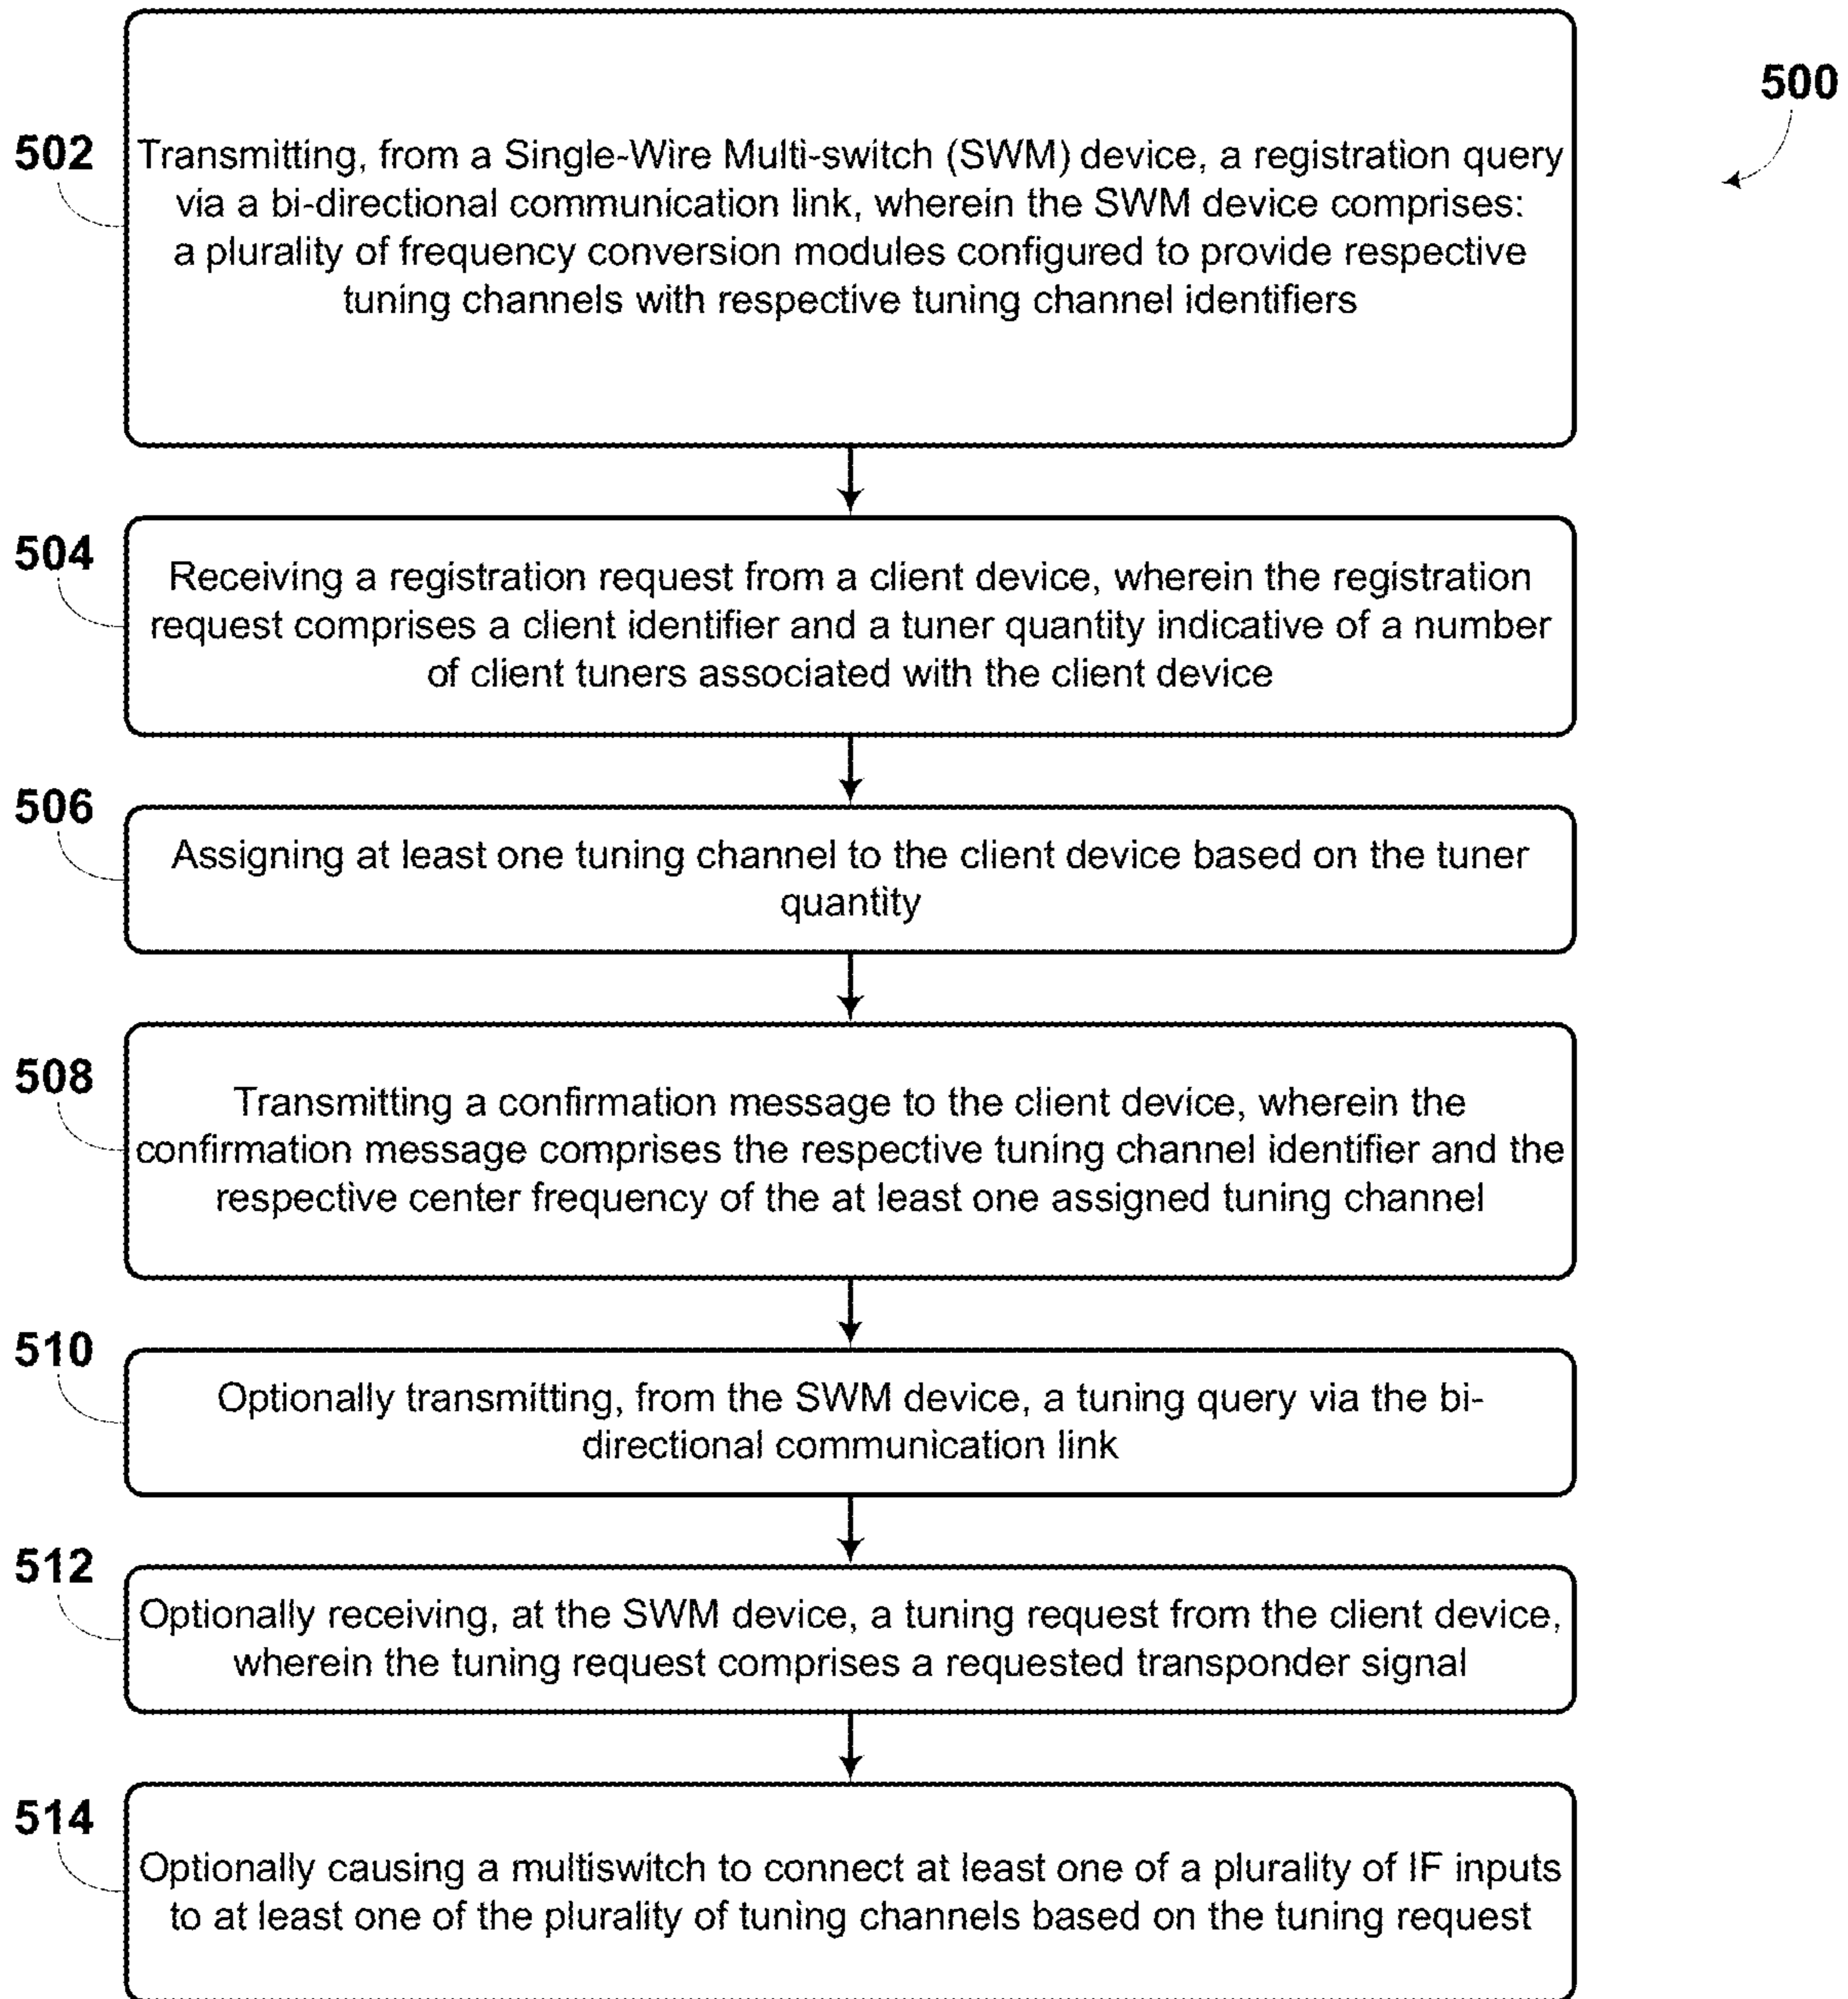 500
502
Transmitting, from a Single-Wire Multi-switch (SWM) device, a registration query
via a bi-directional communication link, wherein the SWM device comprises:
a plurality of frequency conversion modules configured to provide respective
tuning channels with respective tuning channel identifiers
504
Receiving a registration request from a client device, wherein the registration
request comprises a client identifier and a tuner quantity indicative of a number
of client tuners associated with the client device
506
Assigning at least one tuning channel to the client device based on the tuner
quantity
508
Transmitting a confirmation message to the client device, wherein the
confirmation message comprises the respective tuning channel identifier and the
respective center frequency of the at least one assigned tuning channel
510
Optionally transmitting, from the SWM device, a tuning query via the bi-
directional communication link
512
Optionally receiving, at the SWM device, a tuning request from the client device,
wherein the tuning request comprises a requested transponder signal
514
Optionally causing a multiswitch to connect at least one of a plurality of IF inputs
to at least one of the plurality of tuning channels based on the tuning request